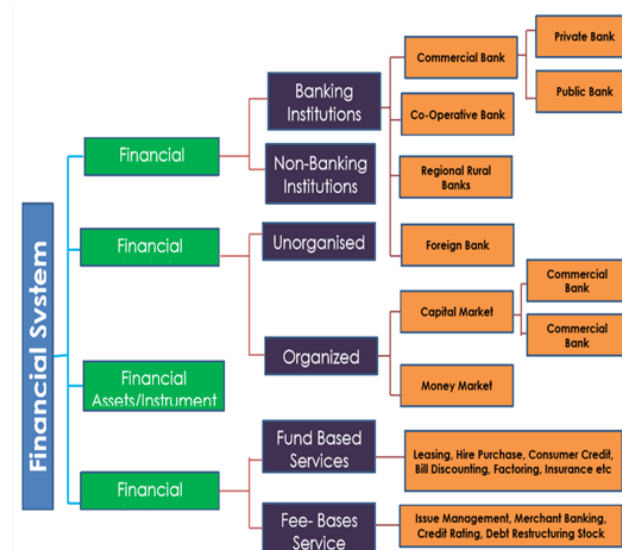 Financial System
Financial
Financial
Financial
Assets/Instrument
Financial
Banking
Institutions
Non-Banking
Institutions
Unorganised
Organized
Fund Based
Services
Fee- Bases
Service
Commercial Bank
Co-Operative Bank
Regional Rural
Banks
Foreign Bank
Capital Market
Money Market
Leasing, Hire Purchase, Consumer Credit,
Bill Discounting, Factoring, Insurance etc
Issue Management, Merchant Banking,
Credit Rating, Debt Restructuring Stock
Private Bank
Public Bank
Commercial
Bank
Commercial
Bank